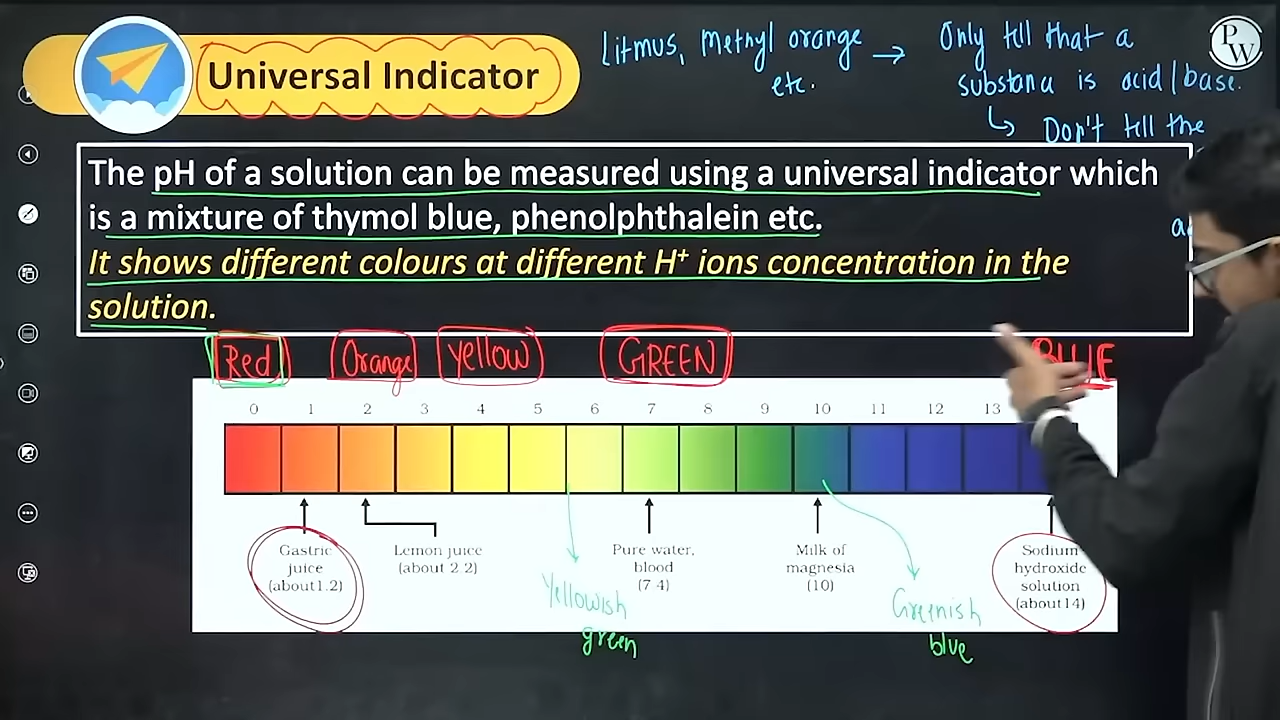 Universal Indicator
Litmus, Methyl orange
etc.
→ Only tell that a
substance is acid/base.
↳ Don't tell the
PW
The pH of a solution can be measured using a universal indicator which
is a mixture of thymol blue, phenolphthalein etc.
It shows different colours at different H⁺ ions concentration in the
solution.
Red Orange Yellow GREEN BLUE
0 1 2 3 4 5 6 7 8 9 10 11 12 13
Gastric
juice
(about1.2)
Lemon juice
(about 2 2)
Pure water,
blood
(7 4)
Milk of
magnesia
(10)
Sodium
hydroxide
solution
(about14)
Yellowish
green
Greenish
blue